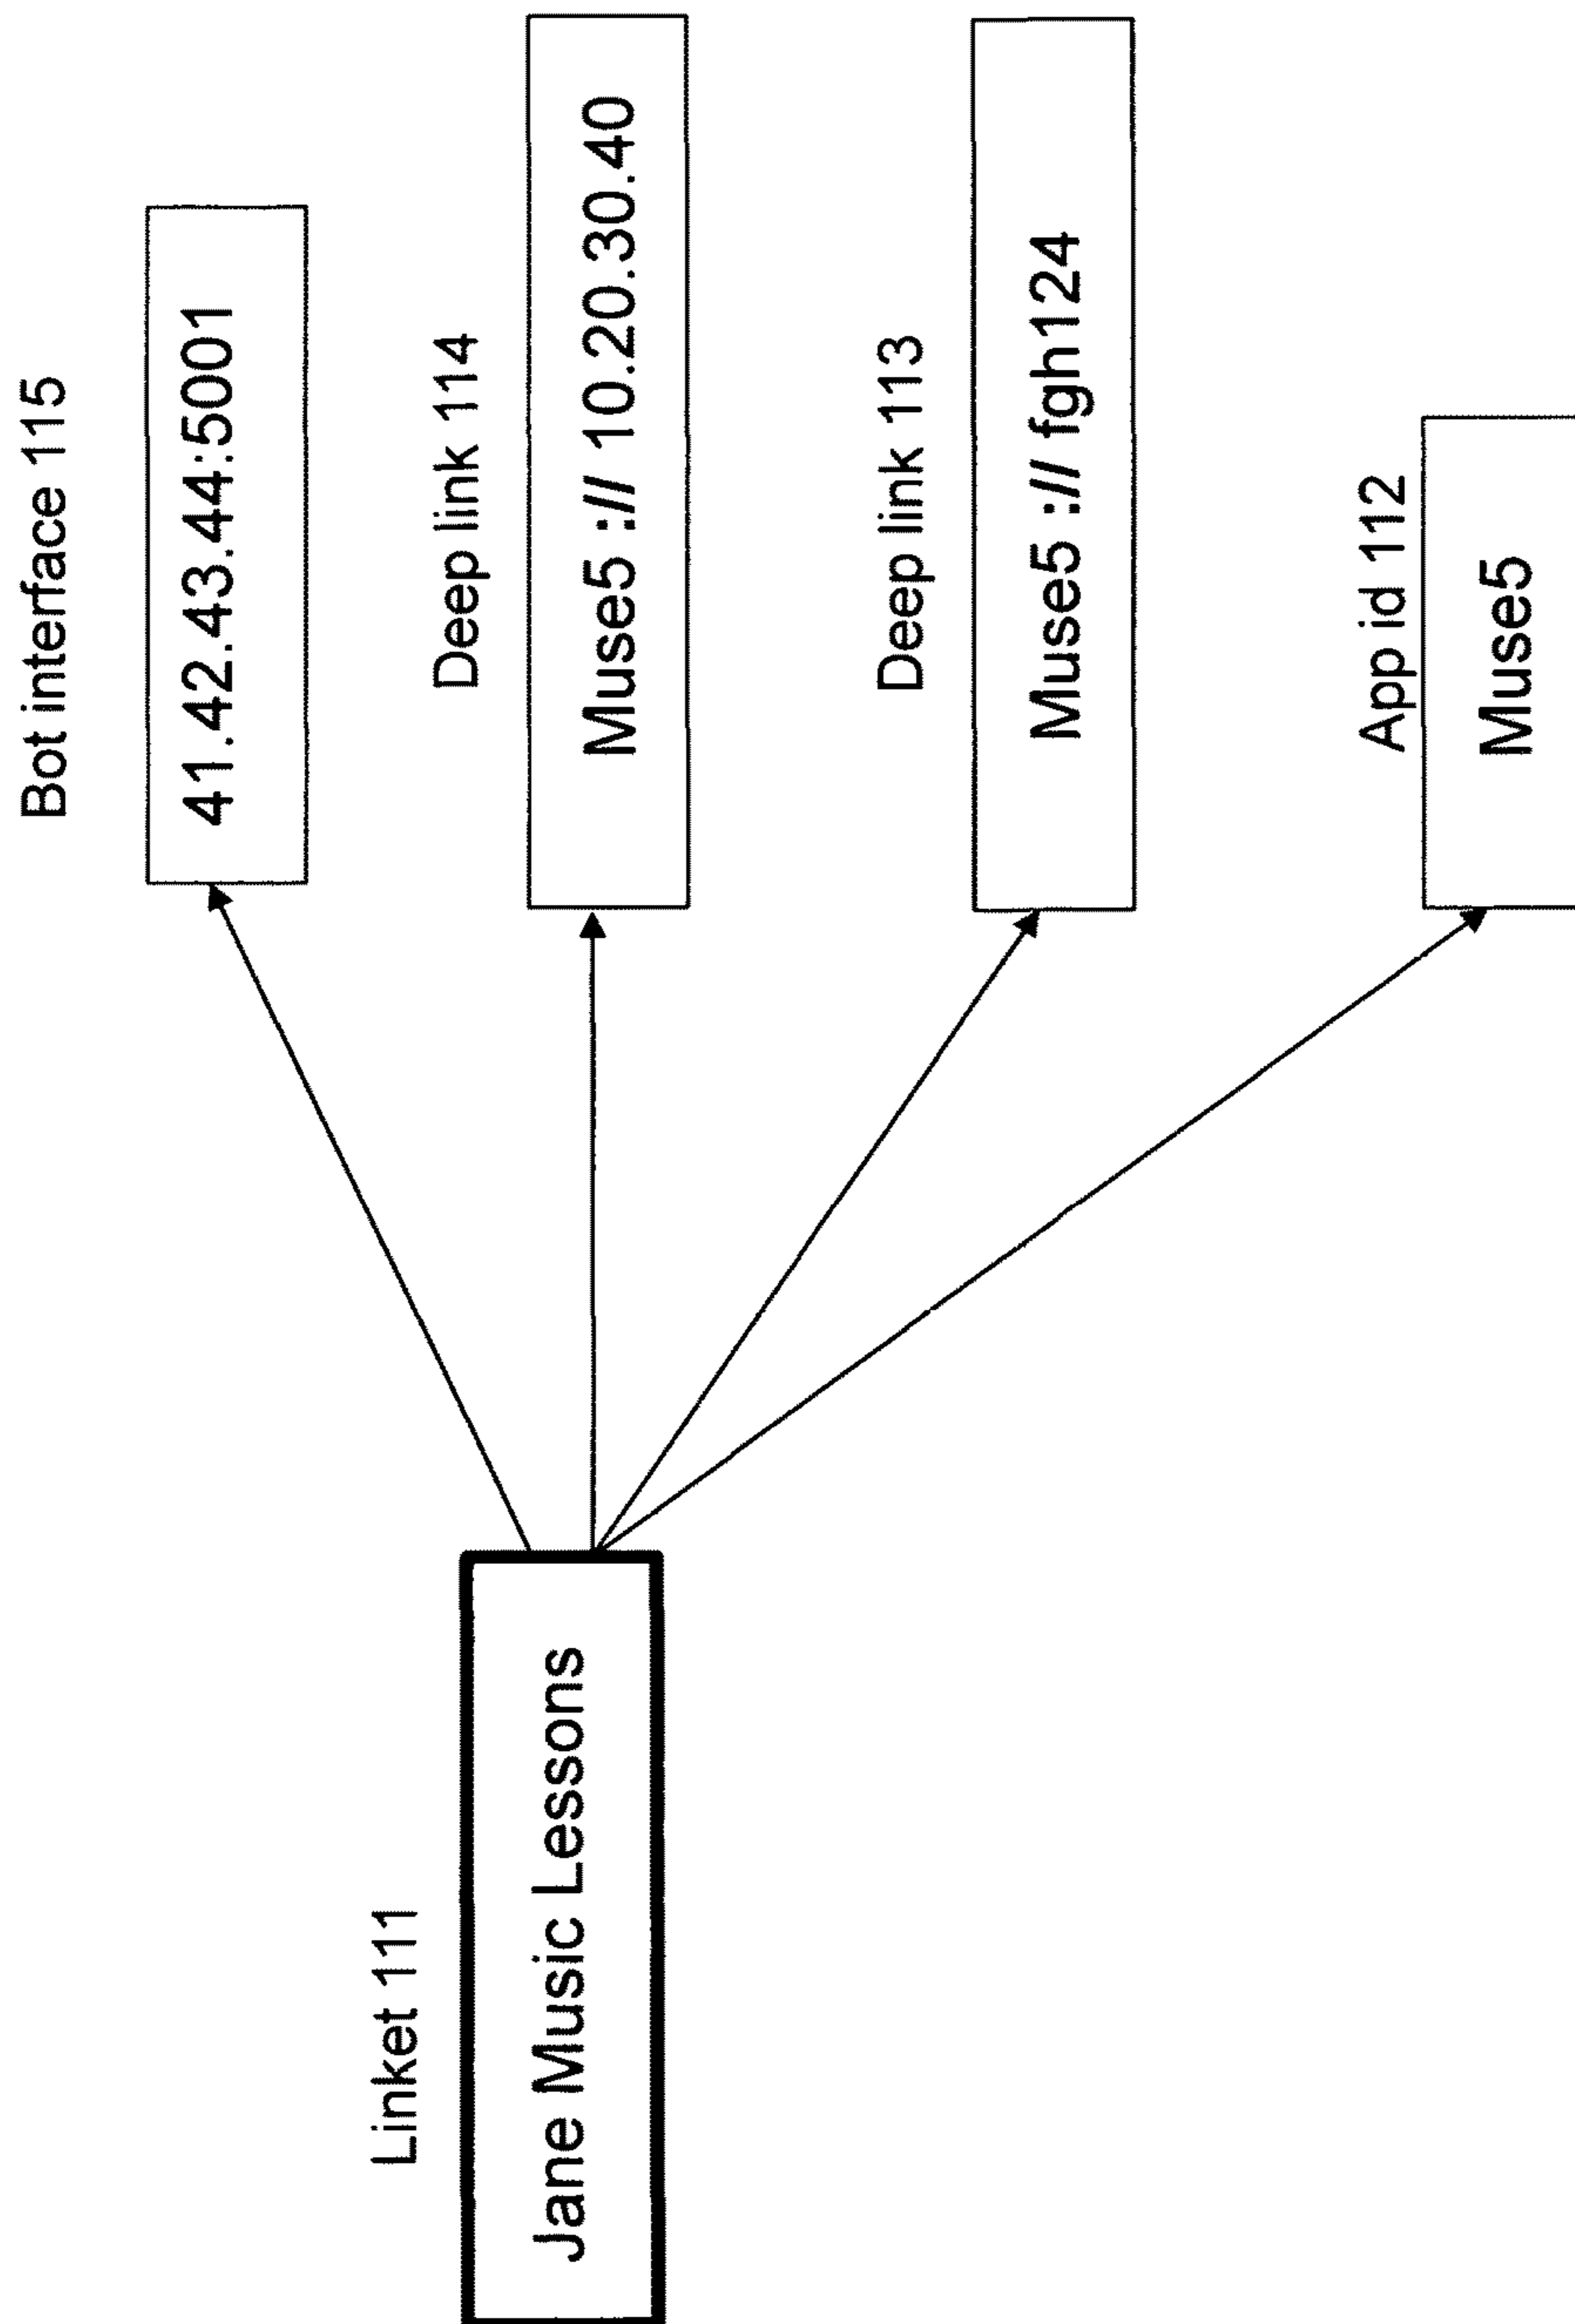 Bot interface 115
41.42.43.44:5001
Deep link 114
Muse5 :// 10.20.30.40
Linket 111
Jane Music Lessons
Deep link 113
Muse5 :// fgh124
App id 112
Muse5